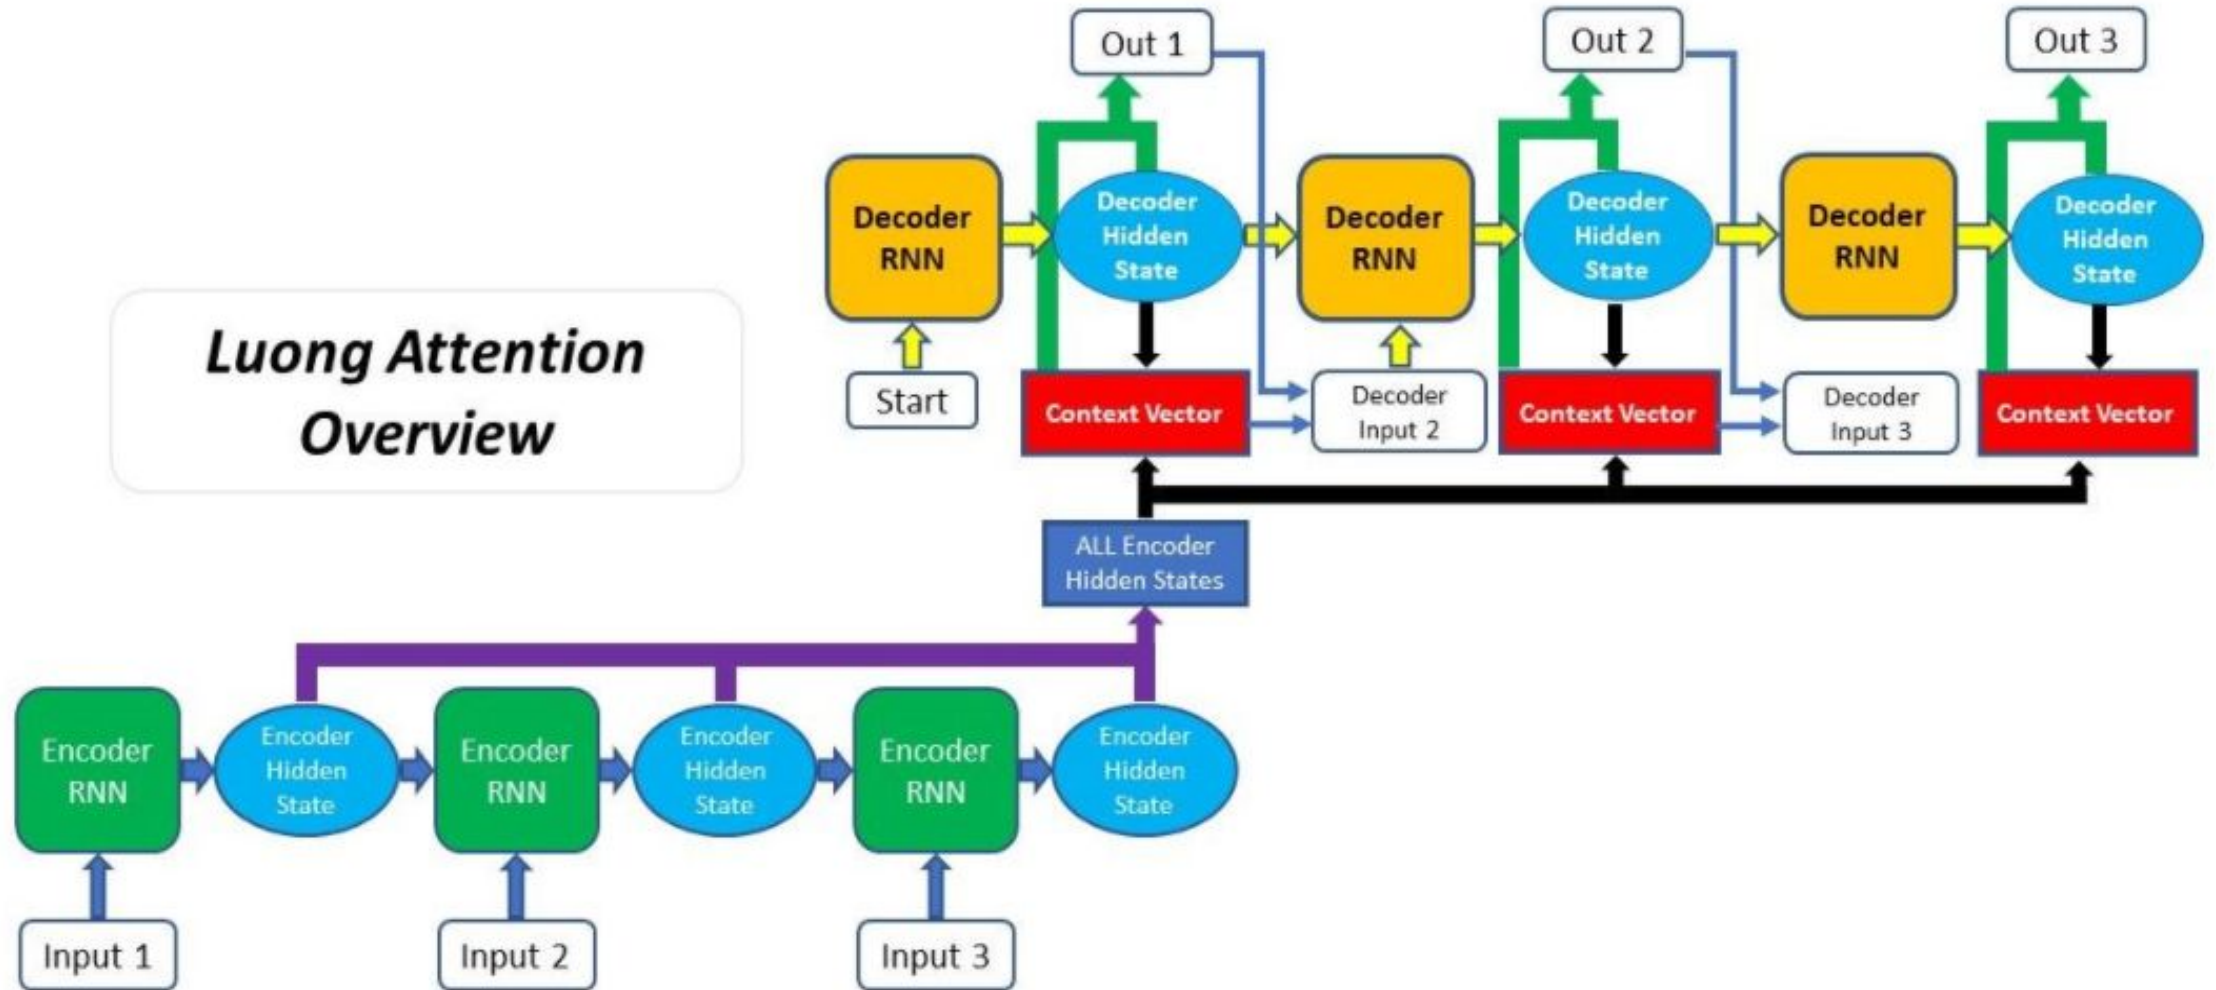 Out 1
Out 2
Out 3
Decoder
RNN
Decoder
Hidden
State
Decoder
RNN
Decoder
Hidden
State
Decoder
RNN
Decoder
Hidden
State
Luong Attention
Overview
Start
Context Vector
Decoder
Input 2
Context Vector
Decoder
Input 3
Context Vector
ALL Encoder
Hidden States
Encoder
RNN
Encoder
Hidden
State
Encoder
RNN
Encoder
Hidden
State
Encoder
RNN
Encoder
Hidden
State
Input 1
Input 2
Input 3